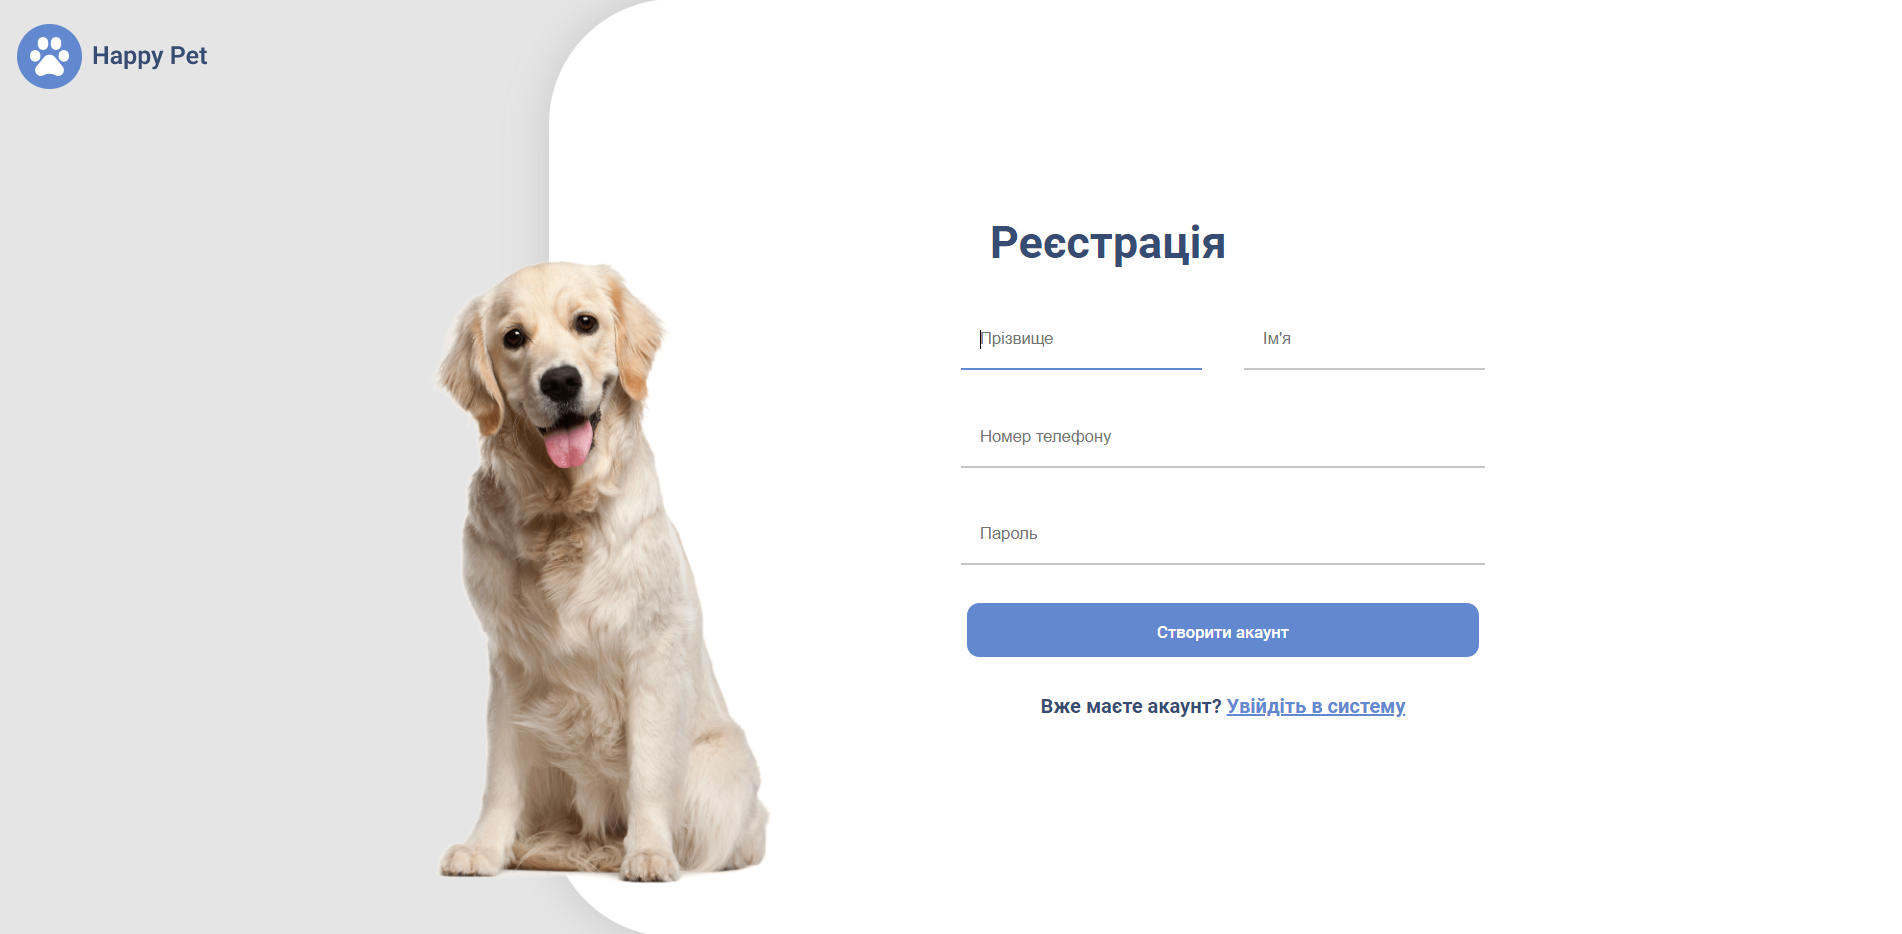 Happy Pet
Реєстрація
Прізвище
Ім'я
Номер телефону
Пароль
Створити акаунт
Вже маєте акаунт? Увійдіть в систему